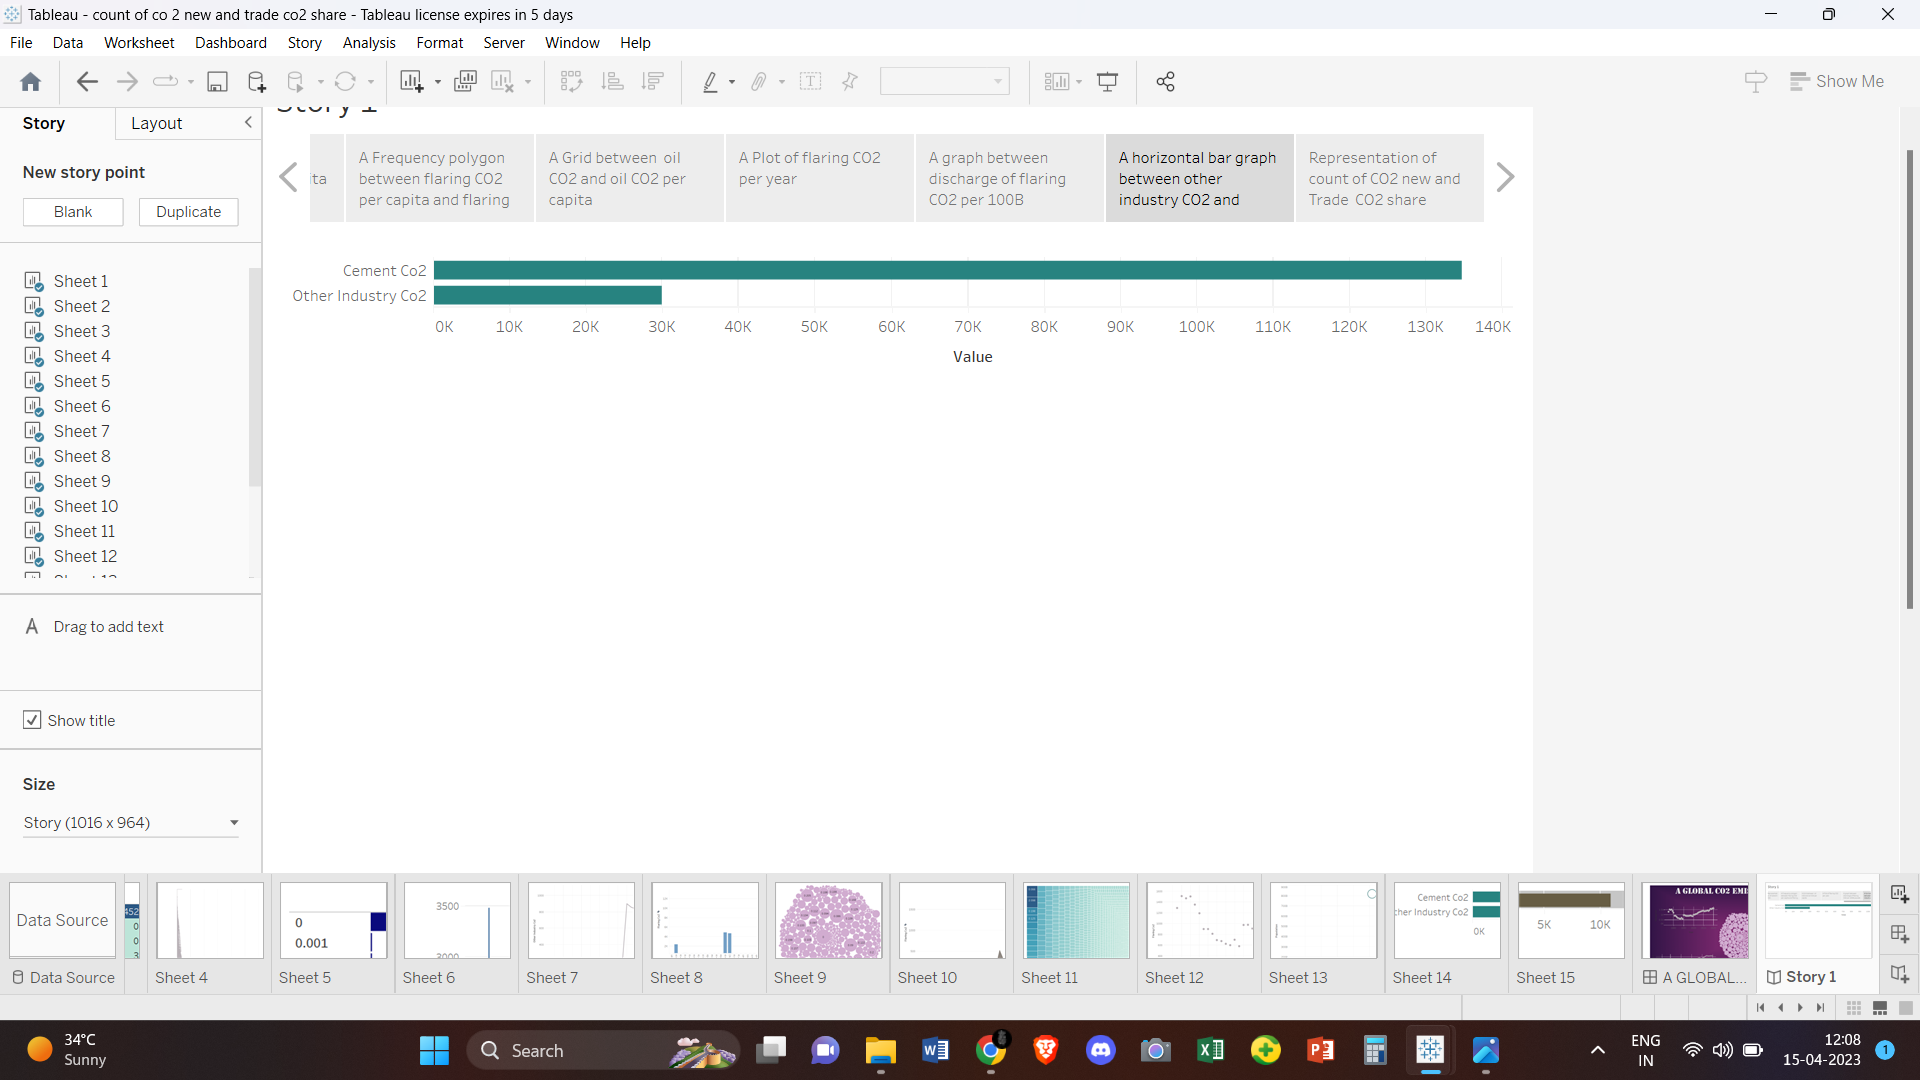 Tableau - count of co 2 new and trade co2 share - Tableau license expires in 5 days
File Data Worksheet Dashboard Story Analysis Format Server Window Help
Show Me
Story Layout
Story 1
New story point
Blank Duplicate
ita
A Frequency polygon
between flaring CO2
per capita and flaring
A Grid between oil
CO2 and oil CO2 per
capita
A Plot of flaring CO2
per year
A graph between
discharge of flaring
CO2 per 100B
A horizontal bar graph
between other
industry CO2 and
Representation of
count of CO2 new and
Trade CO2 share
Sheet 1
Sheet 2
Sheet 3
Sheet 4
Sheet 5
Sheet 6
Sheet 7
Sheet 8
Sheet 9
Sheet 10
Sheet 11
Sheet 12
Cement Co2
Other Industry Co2
0K 10K 20K 30K 40K 50K 60K 70K 80K 90K 100K 110K 120K 130K 140K
Value
A Drag to add text
Show title
Size
Story (1016 x 964)
Data Source
452
0
0
3
0
0.001
3500
3000
Cement Co2
ther Industry Co2
0K
5K 10K
A GLOBAL CO2 EMI
Data Source Sheet 4 Sheet 5 Sheet 6 Sheet 7 Sheet 8 Sheet 9 Sheet 10 Sheet 11 Sheet 12 Sheet 13 Sheet 14 Sheet 15 A GLOBAL... Story 1
34°C
Sunny
Search
ENG
IN
12:08
15-04-2023
1